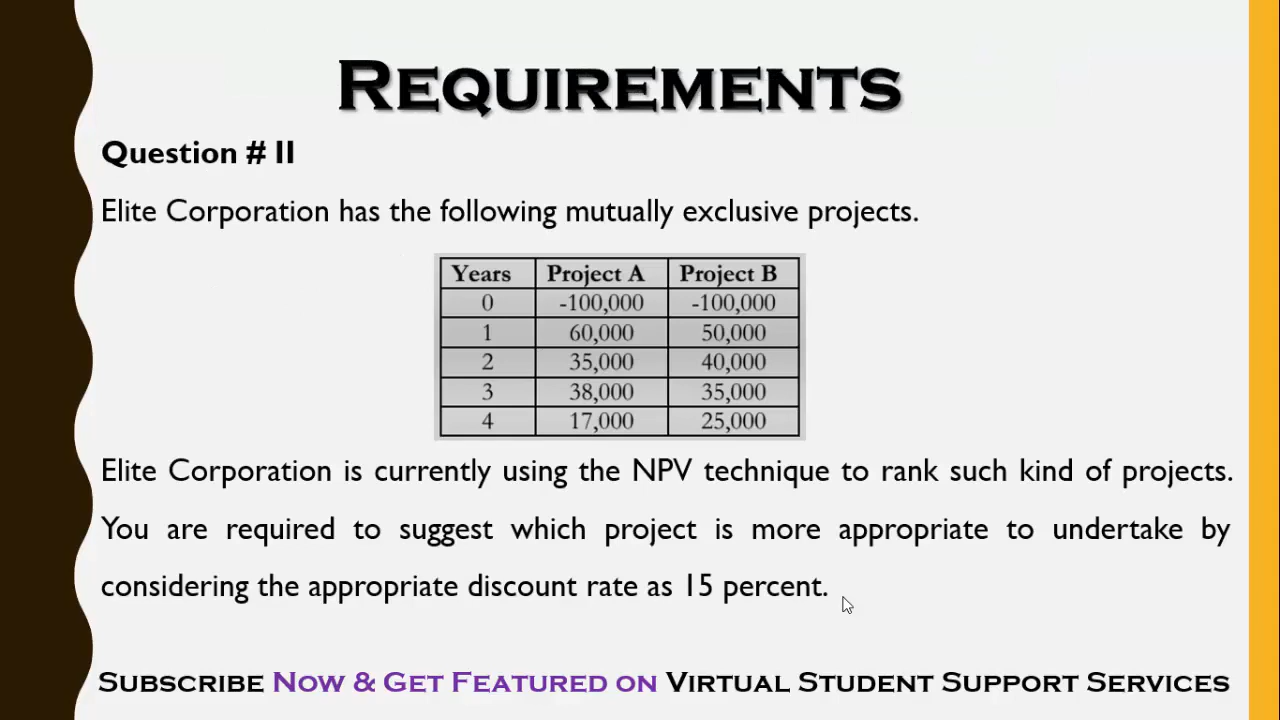 REQUIREMENTS
Question # II
Elite Corporation has the following mutually exclusive projects.
Years Project A Project B
0 -100,000 -100,000
1 60,000 50,000
2 35,000 40,000
3 38,000 35,000
4 17,000 25,000
Elite Corporation is currently using the NPV technique to rank such kind of projects.
You are required to suggest which project is more appropriate to undertake by
considering the appropriate discount rate as 15 percent.
SUBSCRIBE NOW & GET FEATURED ON VIRTUAL STUDENT SUPPORT SERVICES